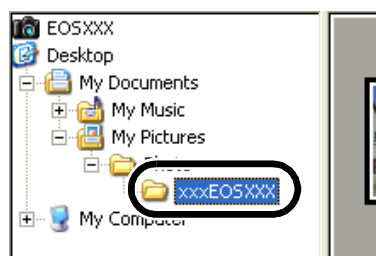 EOSXXX
Desktop
My Documents
My Music
My Pictures
xxxEOSXXX
My Computer